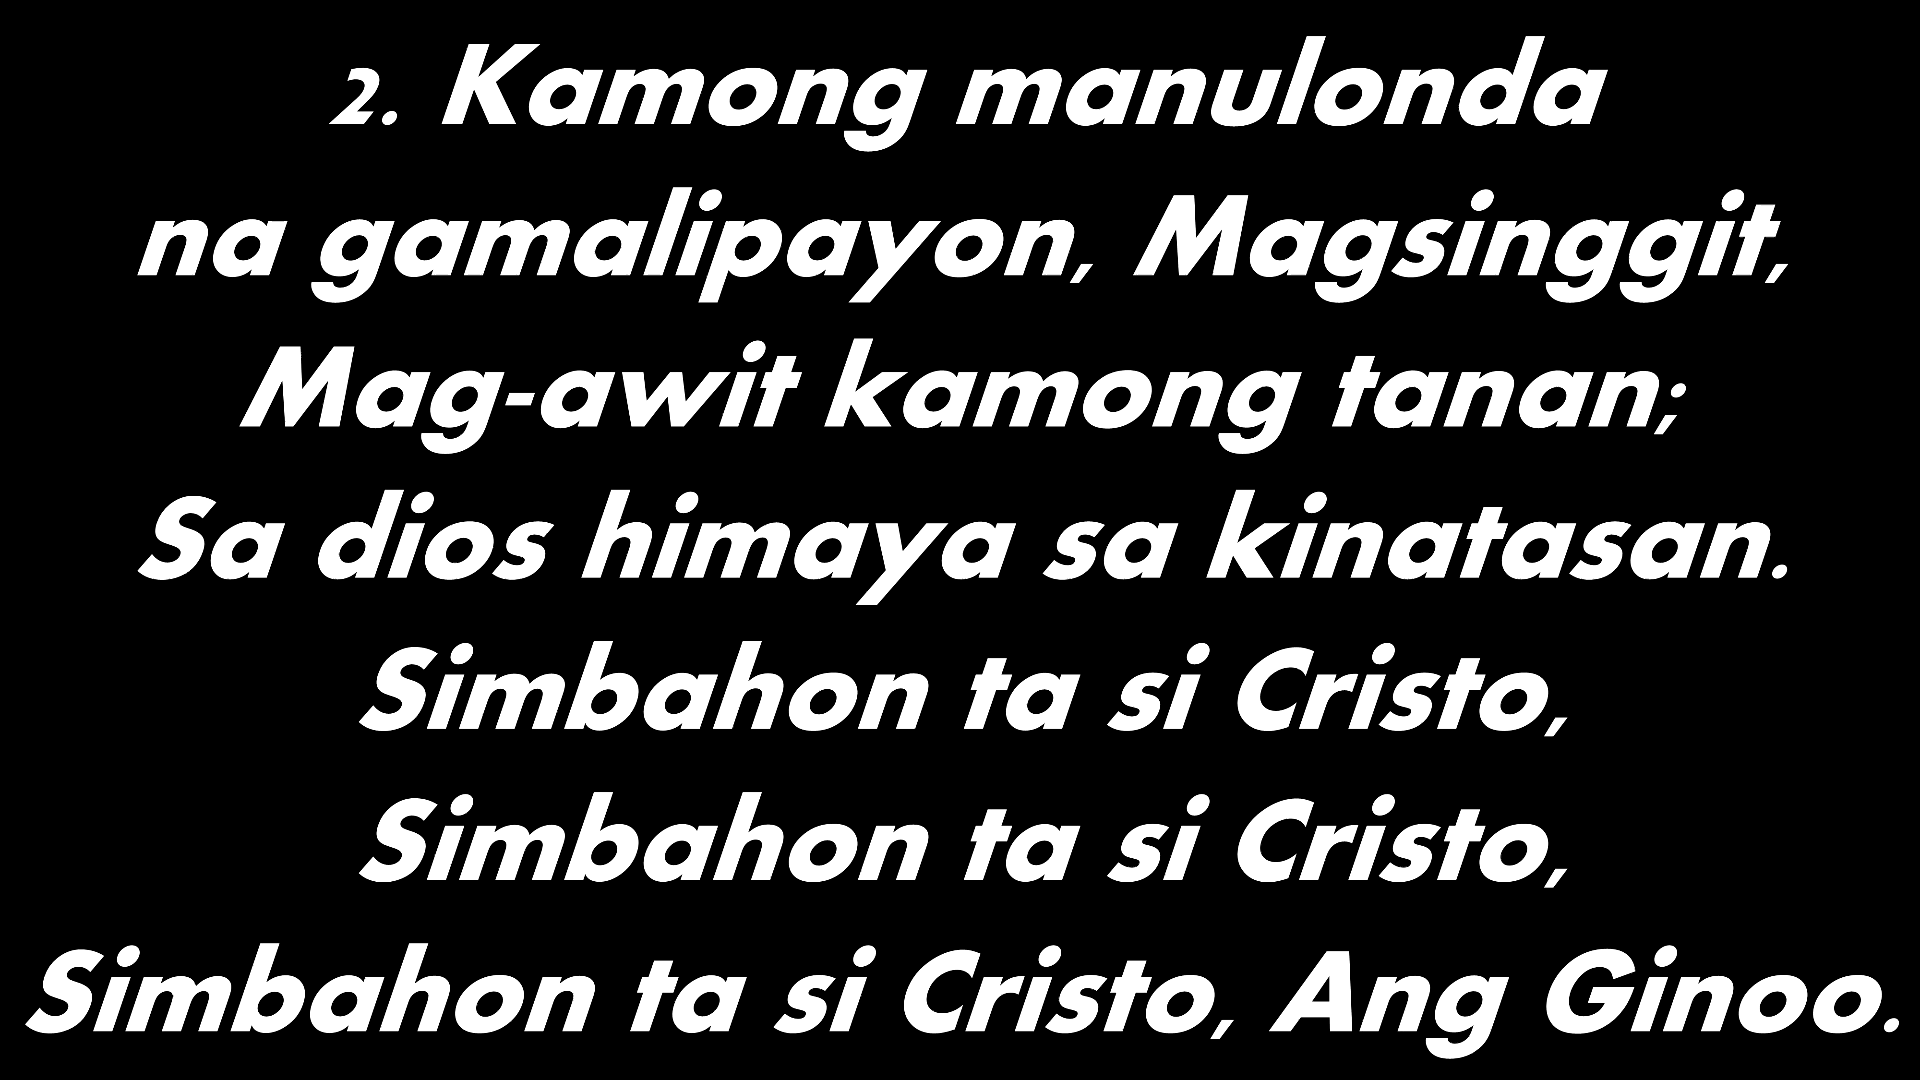 2. Kamong manulonda
na gamalipayon, Magsinggit,
Mag-awit kamong tanan;
Sa dios himaya sa kinatasan.
Simbahon ta si Cristo,
Simbahon ta si Cristo,
Simbahon ta si Cristo, Ang Ginoo.